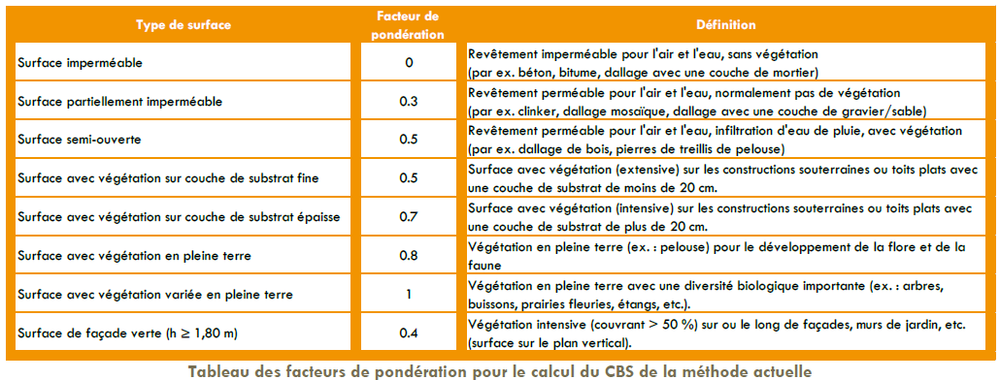 Type de surface
Facteur de
pondération
Définition
Surface imperméable
0
Revêtement imperméable pour l'air et l'eau, sans végétation
(par ex. béton, bitume, dallage avec une couche de mortier)
Surface partiellement imperméable
0.3
Revêtement perméable pour l'air et l'eau, normalement pas de végétation
(par ex. clinker, dallage mosaïque, dallage avec une couche de gravier/sable)
Surface semi-ouverte
0.5
Revêtement perméable pour l'air et l'eau, infiltration d'eau de pluie, avec végétation
(par ex. dallage de bois, pierres de treillis de pelouse)
Surface avec végétation sur couche de substrat fine
0.5
Surface avec végétation (extensive) sur les constructions souterraines ou toits plats avec
une couche de substrat de moins de 20 cm.
Surface avec végétation sur couche de substrat épaisse
0.7
Surface avec végétation (intensive) sur les constructions souterraines ou toits plats avec
une couche de substrat de plus de 20 cm.
Surface avec végétation en pleine terre
0.8
Végétation en pleine terre (ex. : pelouse) pour le développement de la flore et de la
faune
Surface avec végétation variée en pleine terre
1
Végétation en pleine terre avec une diversité biologique importante (ex. : arbres,
buissons, prairies fleuries, étangs, etc.).
Surface de façade verte (h ≥ 1,80 m)
0.4
Végétation intensive (couvrant > 50 %) sur ou le long de façades, murs de jardin, etc.
(surface sur le plan vertical).
Tableau des facteurs de pondération pour le calcul du CBS de la méthode actuelle